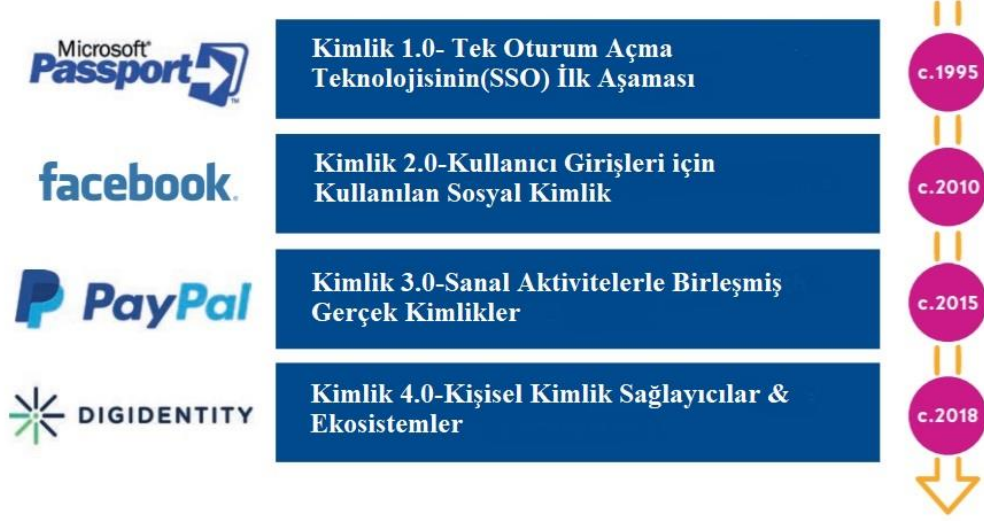 Microsoft®
Passport™
Kimlik 1.0- Tek Oturum Açma
Teknolojisinin(SSO) İlk Aşaması
c.1995
facebook.
Kimlik 2.0-Kullanıcı Girişleri için
Kullanılan Sosyal Kimlik
c.2010
PayPal
Kimlik 3.0-Sanal Aktivitelerle Birleşmiş
Gerçek Kimlikler
c.2015
DIGIDENTITY
Kimlik 4.0-Kişisel Kimlik Sağlayıcılar &
Ekosistemler
c.2018